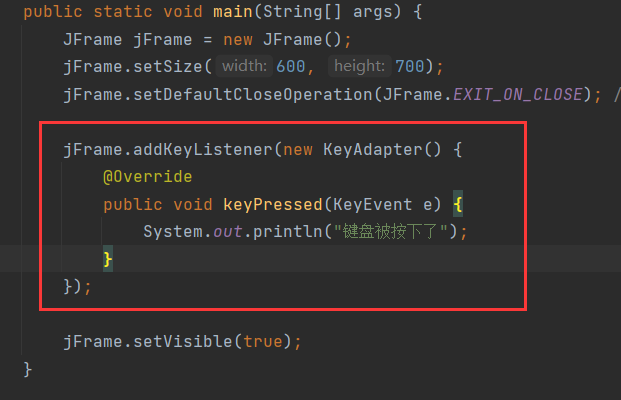 public static void main(String[] args) {
JFrame jFrame = new JFrame();
jFrame.setSize( width: 600, height: 700);
jFrame.setDefaultCloseOperation(JFrame.EXIT_ON_CLOSE); /
jFrame.addKeyListener(new KeyAdapter() {
@Override
public void keyPressed(KeyEvent e) {
System.out.println("键盘被按下了");
}
});
jFrame.setVisible(true);
}